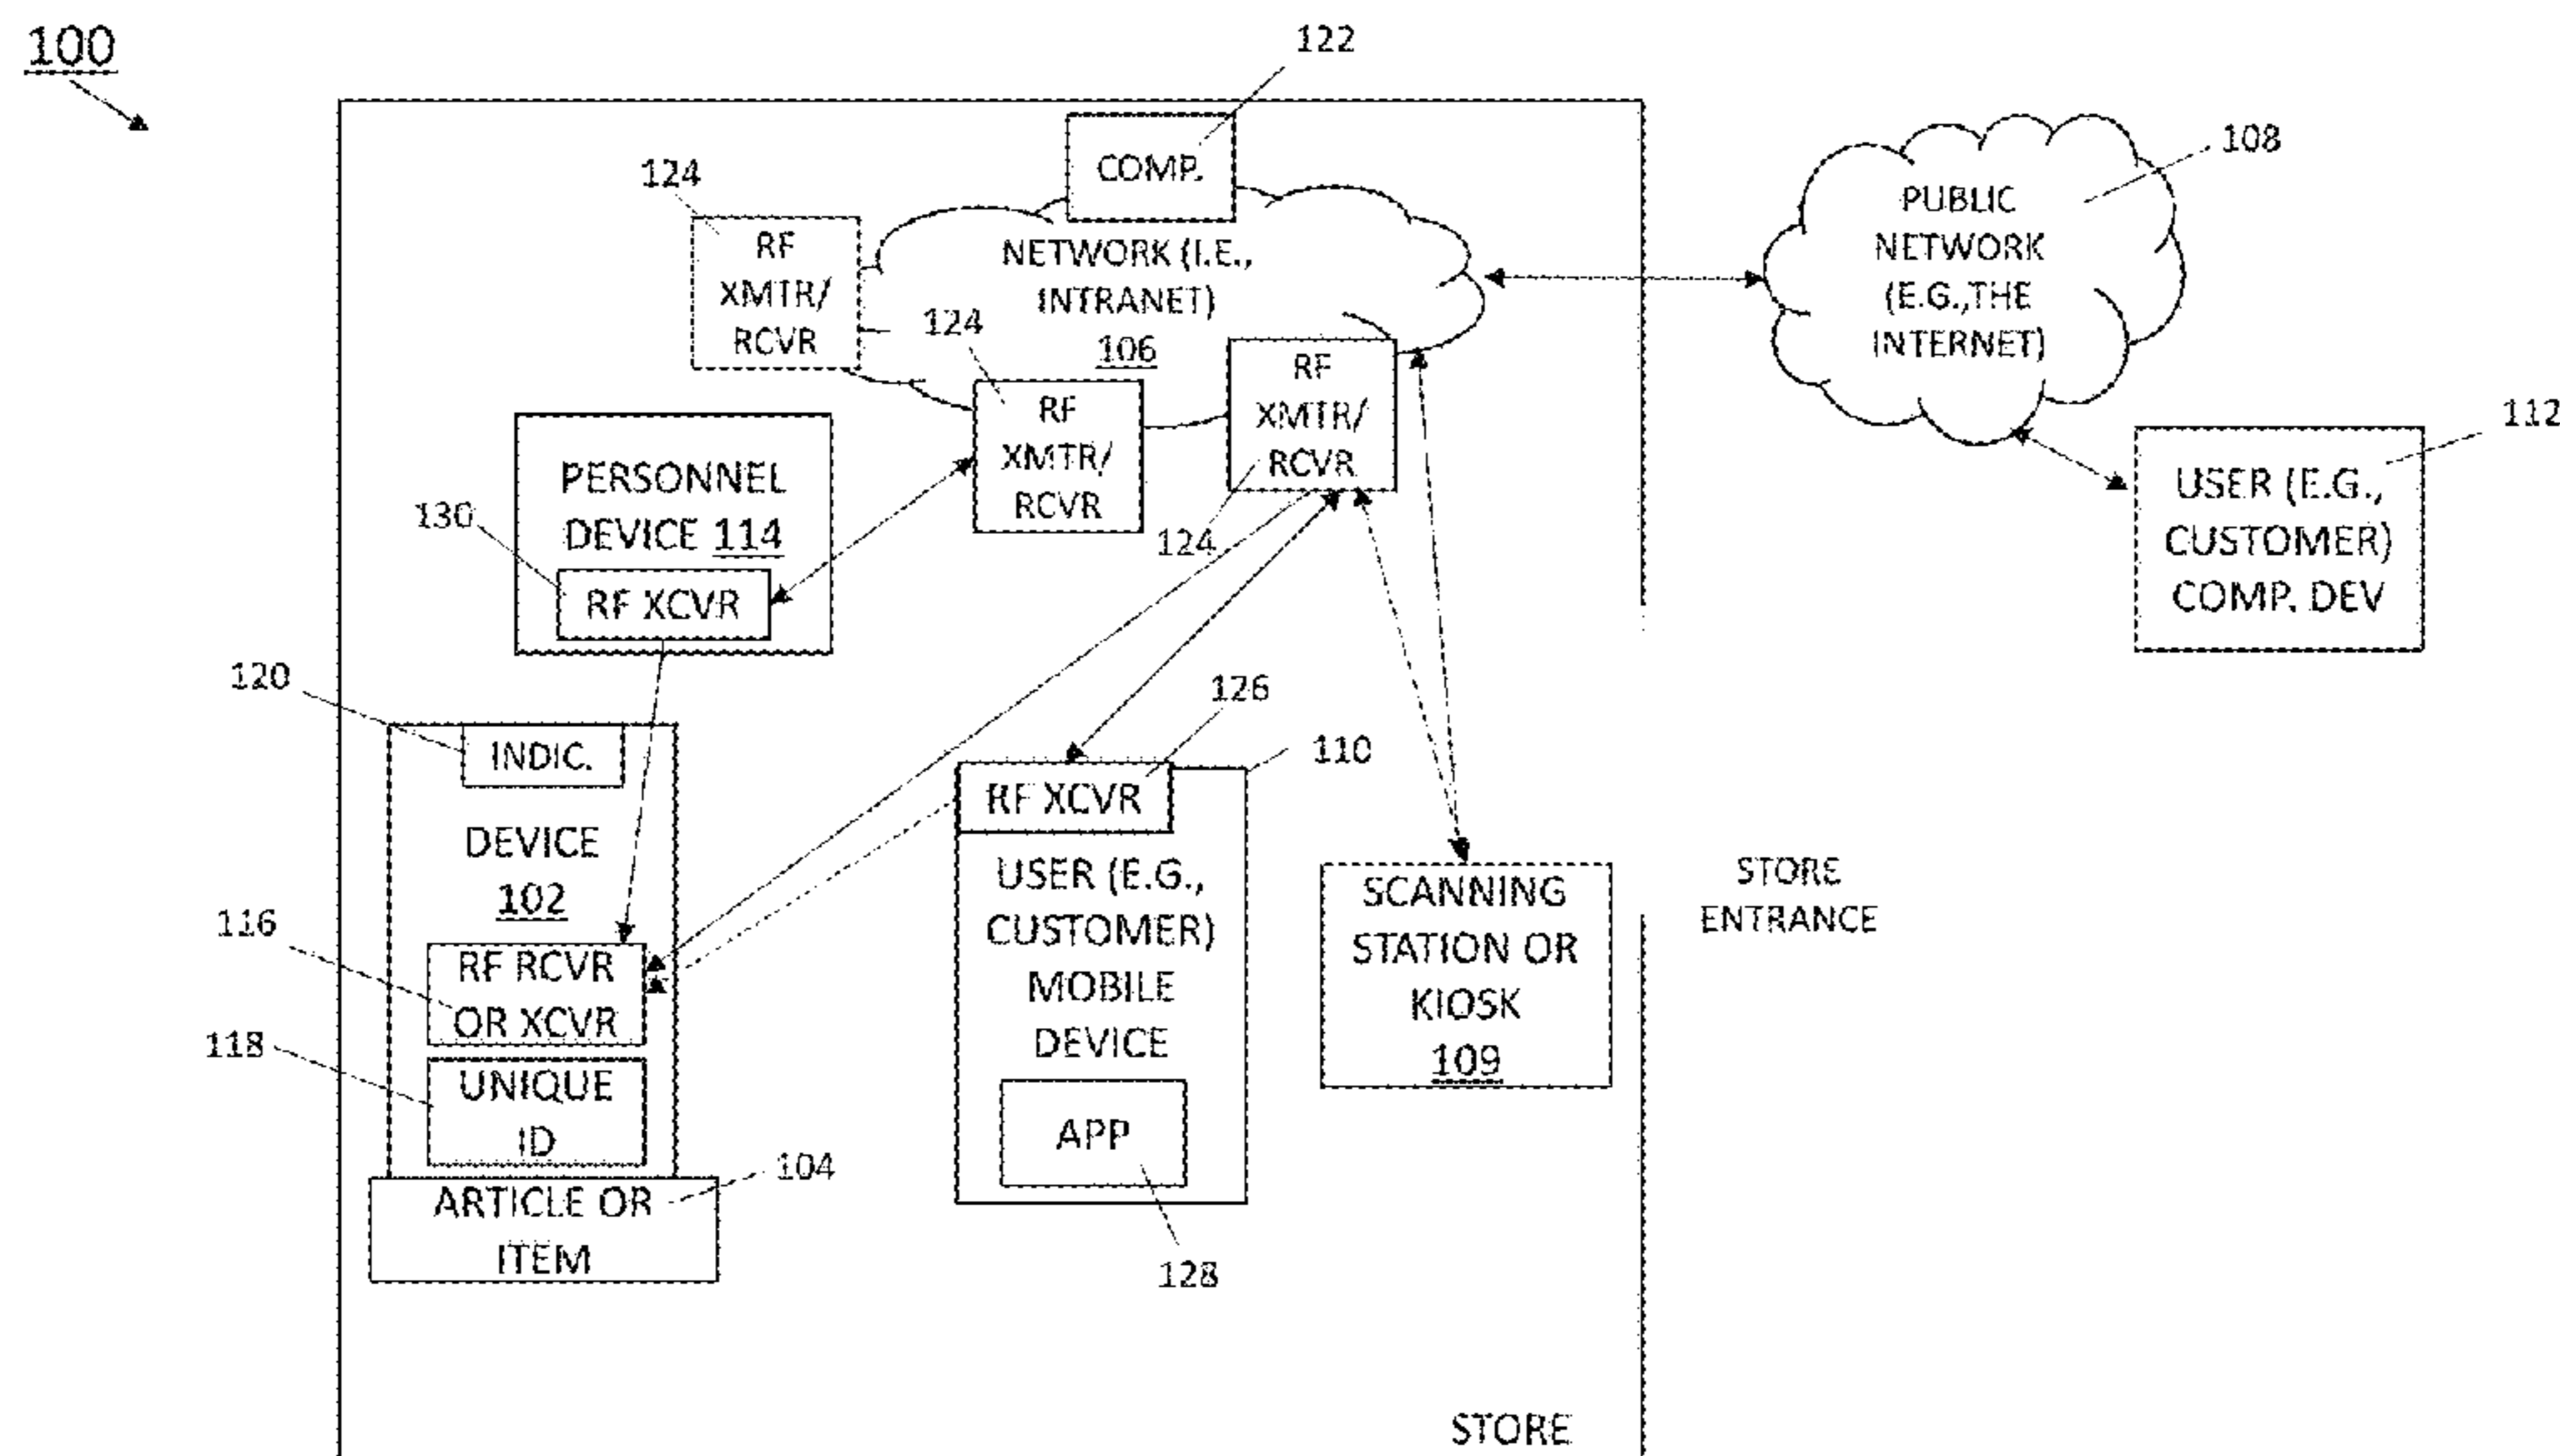 100
122
COMP.
124
RF
XMTR/
RCVR
NETWORK (I.E.,
INTRANET)
106
124
RF
XMTR/
RCVR
RF
XMTR/
RCVR
124
108
PUBLIC
NETWORK
(E.G.,THE
INTERNET)
112
USER (E.G.,
CUSTOMER)
COMP. DEV
PERSONNEL
DEVICE 114
130
RF XCVR
120
INDIC.
DEVICE
102
116
RF RCVR
OR XCVR
118
UNIQUE
ID
104
ARTICLE OR
ITEM
126
110
RF XCVR
USER (E.G.,
CUSTOMER)
MOBILE
DEVICE
APP
128
SCANNING
STATION OR
KIOSK
109
STORE
ENTRANCE
STORE